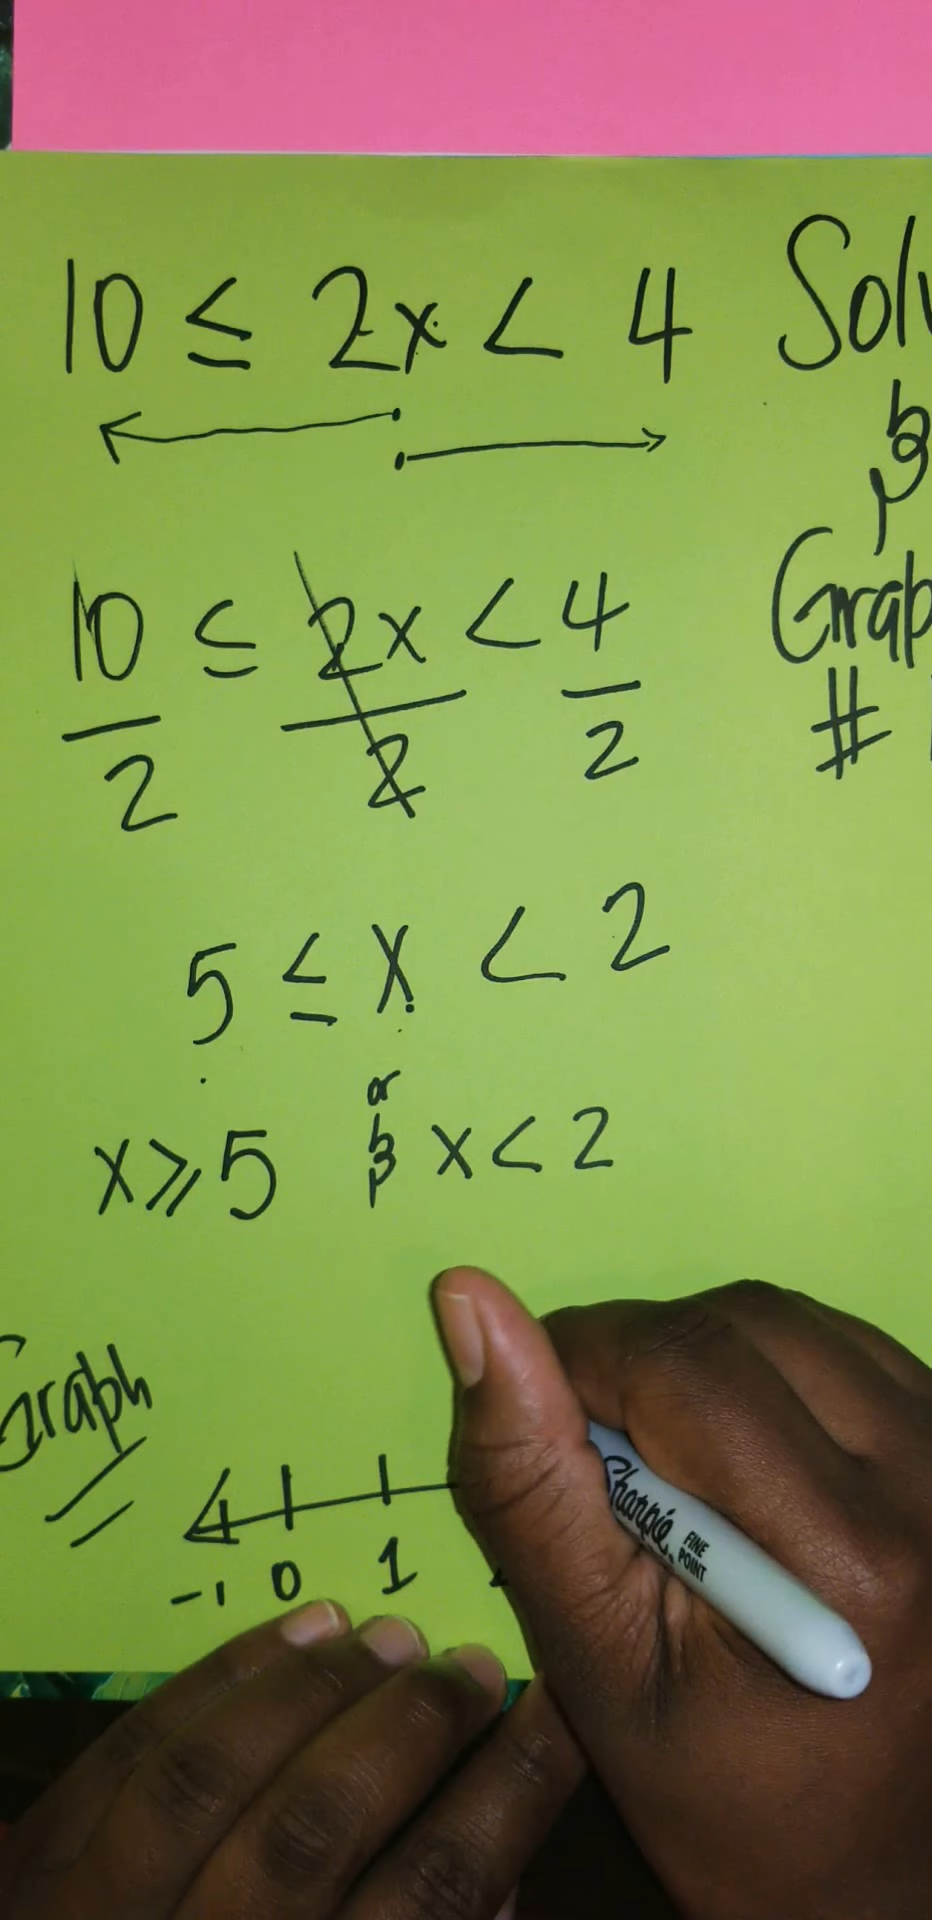 10 ≤ 2x < 4
Solv
&
Grap
#
10 ≤ 2x < 4
2 2 2
5 ≤ x < 2
or
x ≥ 5 & x < 2
Graph
-1 0 1
Sharpie
FINE
POINT